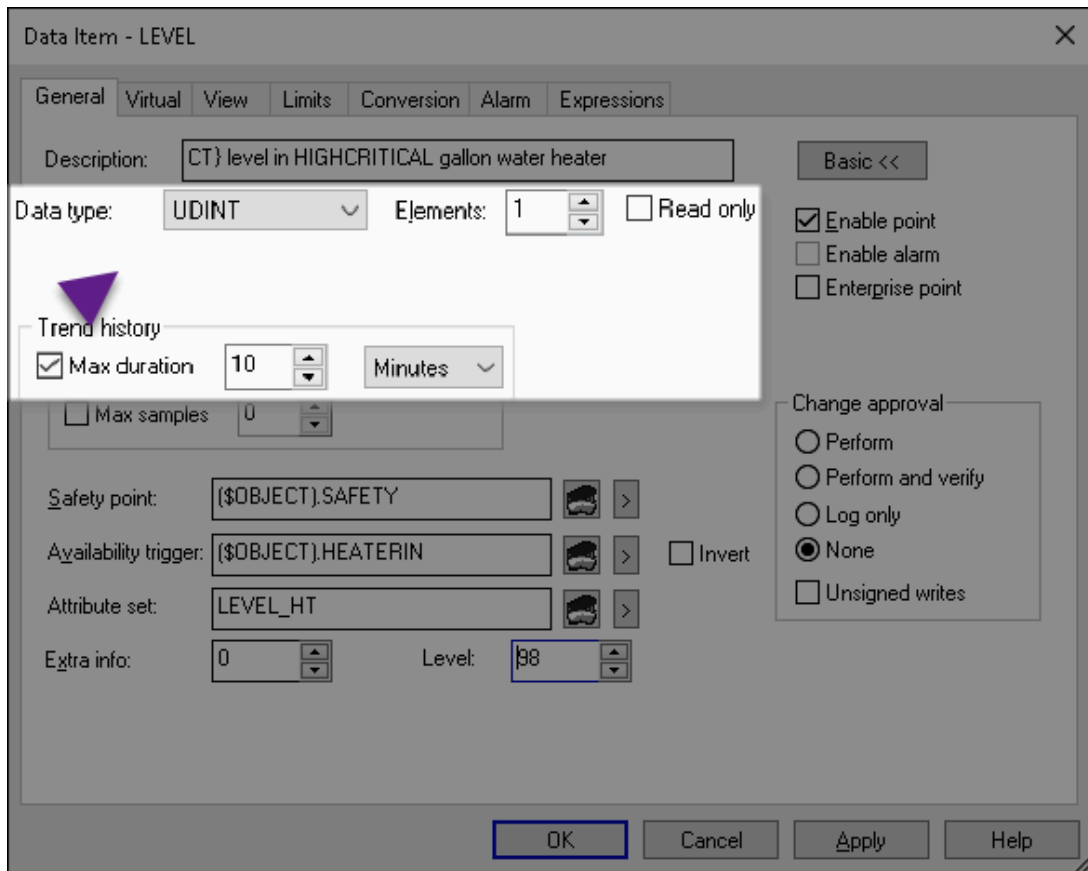 Data Item - LEVEL
General Virtual View Limits Conversion Alarm Expressions
Description: CT} level in HIGHCRITICAL gallon water heater Basic <<
Data type: UDINT Elements: 1 Read only
Enable point
Enable alarm
Enterprise point
Trend history
Max duration 10 Minutes
Max samples 0
Change approval
Perform
Perform and verify
Log only
None
Unsigned writes
Safety point: ($OBJECT).SAFETY >
Availability trigger: ($OBJECT).HEATERIN > Invert
Attribute set: LEVEL_HT >
Extra info: 0 Level: 98
OK Cancel Apply Help